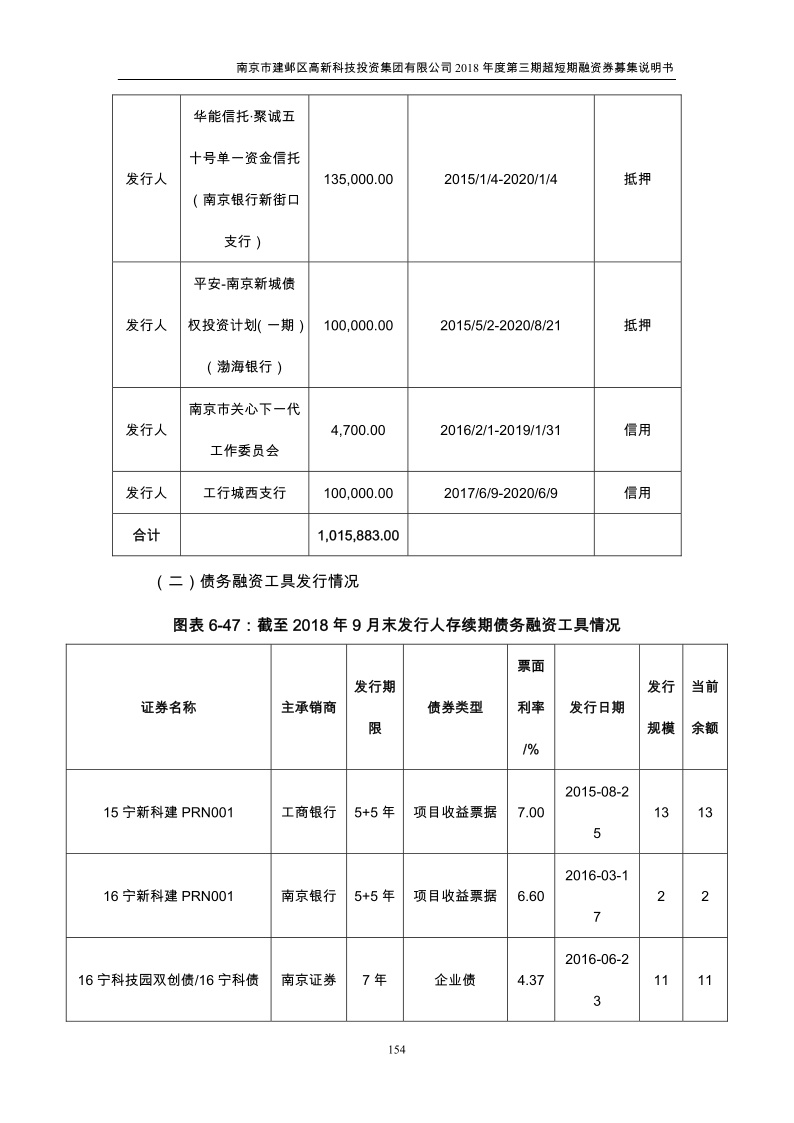 南京市建邺区高新科技投资集团有限公司 2018 年度第三期超短期融资券募集说明书
华能信托·聚诚五
十号单一资金信托
（南京银行新街口
支行）
发行人
135,000.00
2015/1/4-2020/1/4
抵押
平安-南京新城债
权投资计划（一期）
（渤海银行）
发行人
100,000.00
2015/5/2-2020/8/21
抵押
南京市关心下一代
工作委员会
发行人
4,700.00
2016/2/1-2019/1/31
信用
发行人
工行城西支行
100,000.00
2017/6/9-2020/6/9
信用
合计
1,015,883.00
（二）债务融资工具发行情况
图表 6-47：截至 2018 年 9 月末发行人存续期债务融资工具情况
证券名称
主承销商
发行期
限
债券类型
票面
利率
/%
发行日期
发行
规模
当前
余额
15 宁新科建 PRN001
工商银行
5+5 年
项目收益票据
7.00
2015-08-2
5
13
13
16 宁新科建 PRN001
南京银行
5+5 年
项目收益票据
6.60
2016-03-1
7
2
2
16 宁科技园双创债/16 宁科债
南京证券
7 年
企业债
4.37
2016-06-2
3
11
11
154